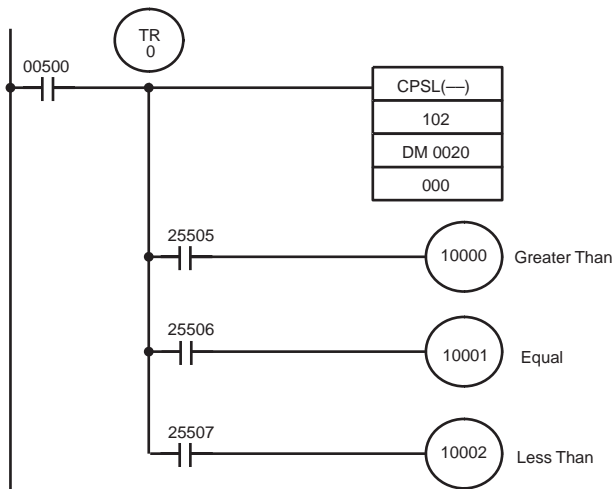 TR
0
00500
CPSL(––)
102
DM 0020
000
25505
10000 Greater Than
25506
10001 Equal
25507
10002 Less Than